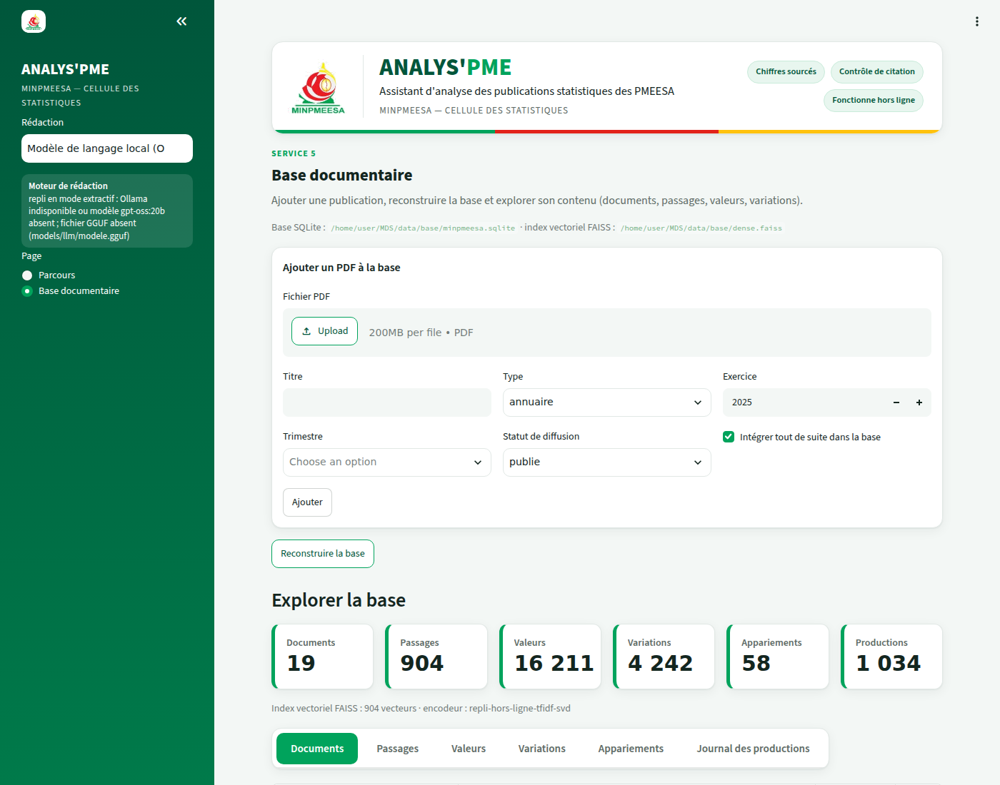 ANALYS'PME
MINPMEESA — CELLULE DES
STATISTIQUES
Rédaction
Modèle de langage local (O
Moteur de rédaction
repli en mode extractif : Ollama
indisponible ou modèle gpt-oss:20b
absent ; fichier GGUF absent
(models/llm/modele.gguf)
Page
Parcours
Base documentaire
MINPMEESA
ANALYS'PME
Assistant d'analyse des publications statistiques des PMEESA
MINPMEESA — CELLULE DES STATISTIQUES
Chiffres sourcés
Contrôle de citation
Fonctionne hors ligne
SERVICE 5
Base documentaire
Ajouter une publication, reconstruire la base et explorer son contenu (documents, passages, valeurs, variations).
Base SQLite : /home/user/MDS/data/base/minpmeesa.sqlite · index vectoriel FAISS : /home/user/MDS/data/base/dense.faiss
Ajouter un PDF à la base
Fichier PDF
Upload
200MB per file • PDF
Titre
Type
Exercice
annuaire
2025
Trimestre
Statut de diffusion
Intégrer tout de suite dans la base
Choose an option
publie
Ajouter
Reconstruire la base
Explorer la base
Documents
19
Passages
904
Valeurs
16 211
Variations
4 242
Appariements
58
Productions
1 034
Index vectoriel FAISS : 904 vecteurs · encodeur : repli-hors-ligne-tfidf-svd
Documents
Passages
Valeurs
Variations
Appariements
Journal des productions